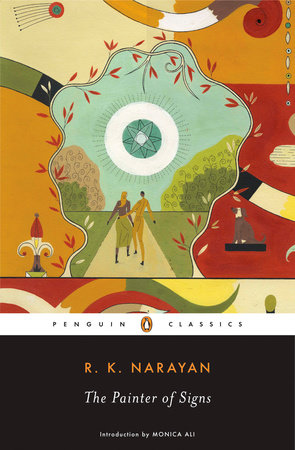 PENGUIN CLASSICS
R. K. NARAYAN
The Painter of Signs
Introduction by MONICA ALI